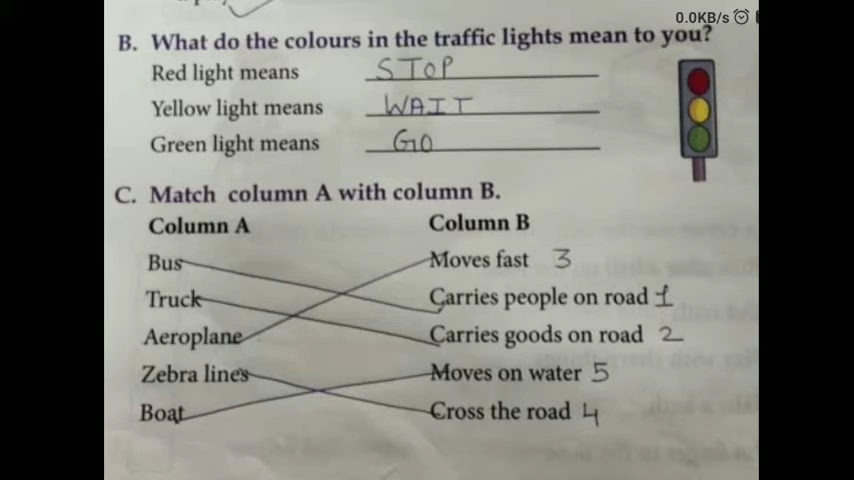 0.0KB/s
B. What do the colours in the traffic lights mean to you?
Red light means STOP
Yellow light means WAIT
Green light means GO
C. Match column A with column B.
Column A Column B
Bus Moves fast 3
Truck Carries people on road 1
Aeroplane Carries goods on road 2
Zebra lines Moves on water 5
Boat Cross the road 4